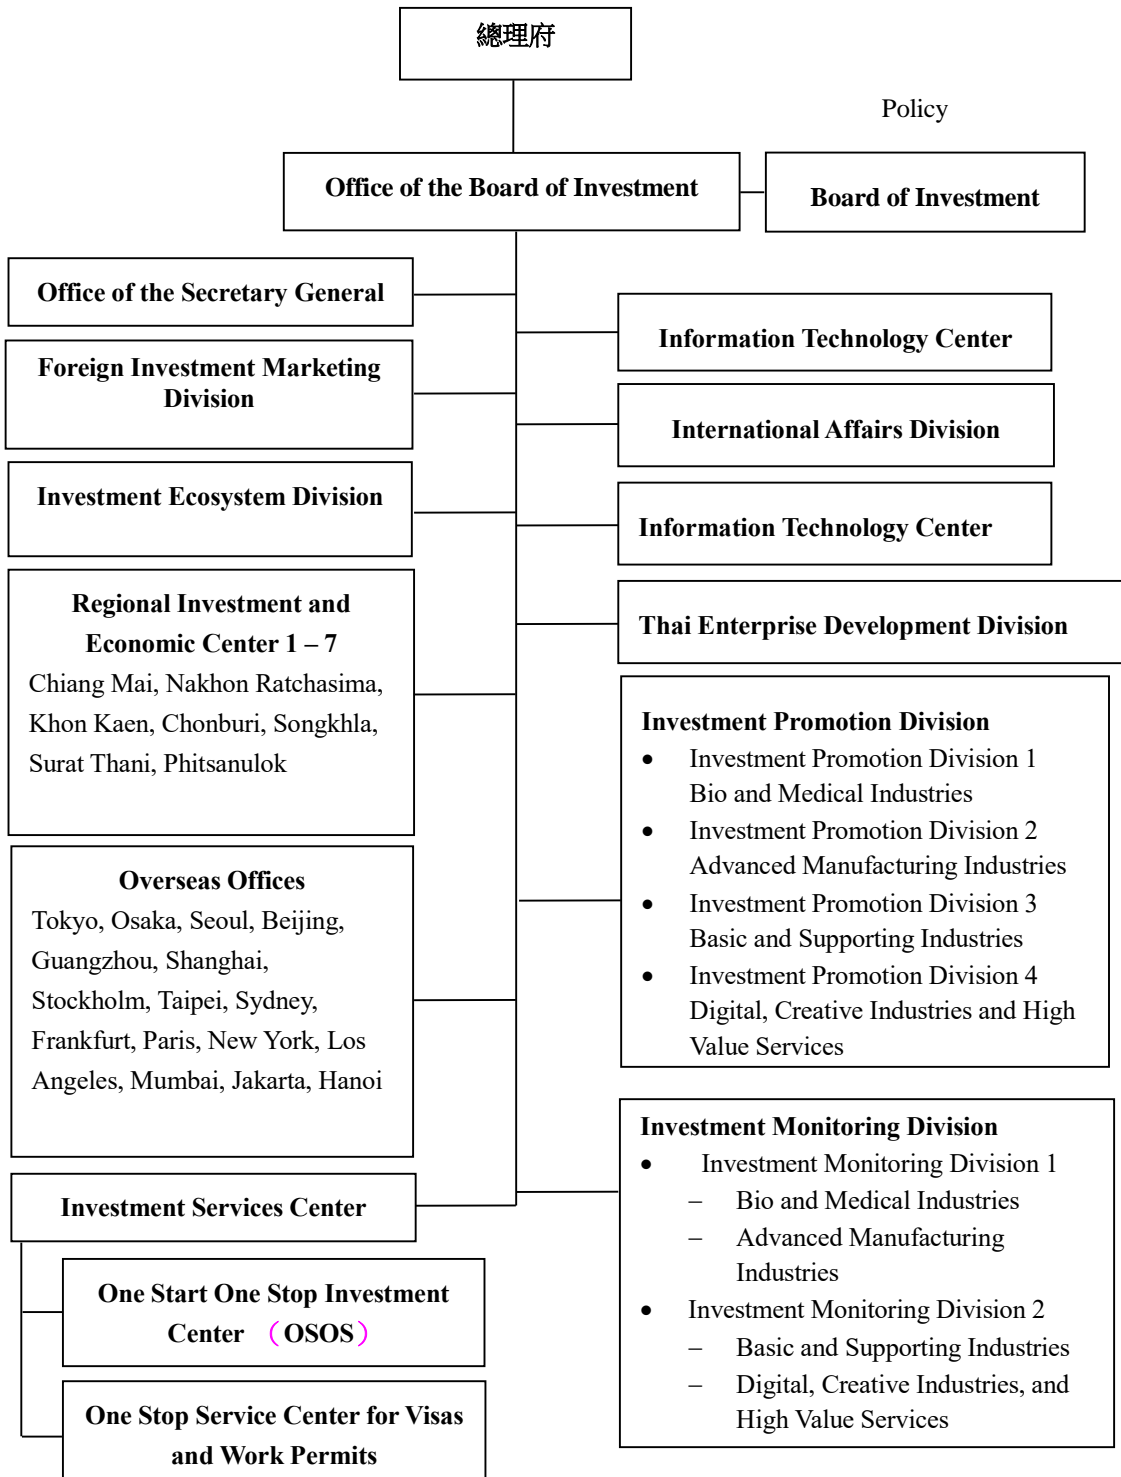 總理府
Policy
Office of the Board of Investment
Board of Investment
Office of the Secretary General
Information Technology Center
Foreign Investment Marketing
Division
International Affairs Division
Investment Ecosystem Division
Information Technology Center
Regional Investment and
Economic Center 1 – 7
Chiang Mai, Nakhon Ratchasima,
Khon Kaen, Chonburi, Songkhla,
Surat Thani, Phitsanulok
Thai Enterprise Development Division
Investment Promotion Division
• Investment Promotion Division 1
Bio and Medical Industries
• Investment Promotion Division 2
Advanced Manufacturing Industries
• Investment Promotion Division 3
Basic and Supporting Industries
• Investment Promotion Division 4
Digital, Creative Industries and High
Value Services
Overseas Offices
Tokyo, Osaka, Seoul, Beijing,
Guangzhou, Shanghai,
Stockholm, Taipei, Sydney,
Frankfurt, Paris, New York, Los
Angeles, Mumbai, Jakarta, Hanoi
Investment Monitoring Division
• Investment Monitoring Division 1
– Bio and Medical Industries
– Advanced Manufacturing
Industries
• Investment Monitoring Division 2
– Basic and Supporting Industries
– Digital, Creative Industries, and
High Value Services
Investment Services Center
One Start One Stop Investment
Center （OSOS）
One Stop Service Center for Visas
and Work Permits